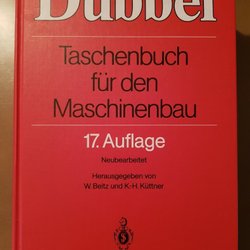 Dubbel
Taschenbuch
für den
Maschinenbau
17. Auflage
Neubearbeitet
Herausgegeben von
W. Beitz und K.-H. Küttner